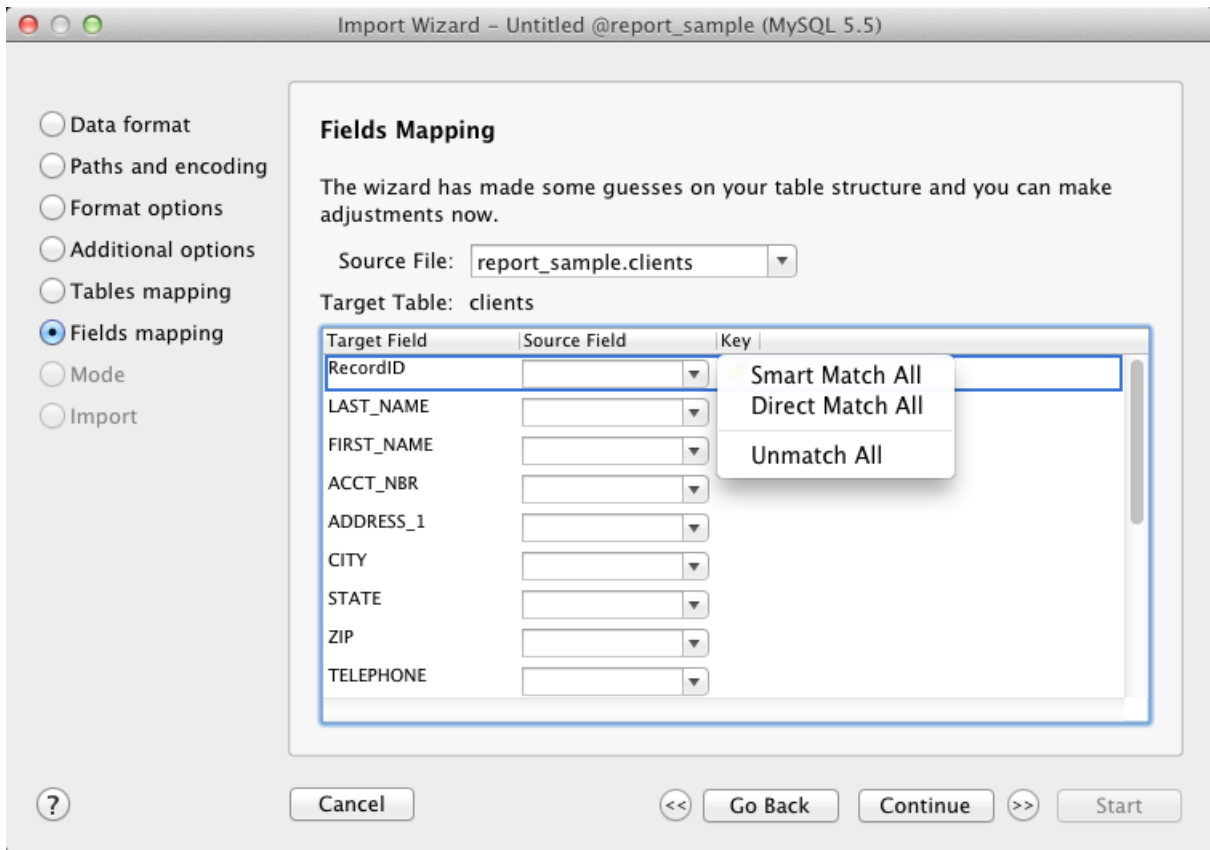 Import Wizard – Untitled @report_sample (MySQL 5.5)
Data format
Paths and encoding
Format options
Additional options
Tables mapping
Fields mapping
Mode
Import
Fields Mapping
The wizard has made some guesses on your table structure and you can make
adjustments now.
Source File: report_sample.clients
Target Table: clients
Target Field Source Field Key
RecordID
LAST_NAME
FIRST_NAME
ACCT_NBR
ADDRESS_1
CITY
STATE
ZIP
TELEPHONE
Smart Match All
Direct Match All
Unmatch All
? Cancel << Go Back Continue >> Start